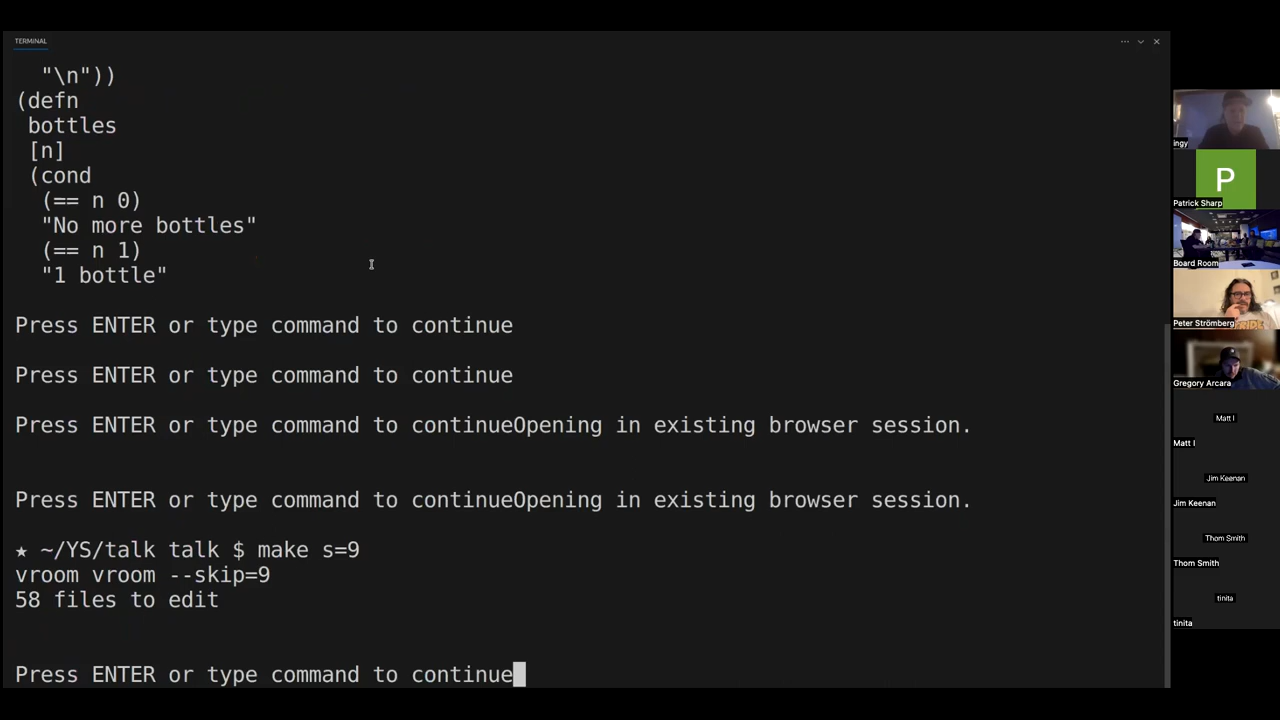 TERMINAL
"\n"))
(defn
bottles
[n]
(cond
(== n 0)
"No more bottles"
(== n 1)
"1 bottle"
Press ENTER or type command to continue
Press ENTER or type command to continue
Press ENTER or type command to continueOpening in existing browser session.
Press ENTER or type command to continueOpening in existing browser session.
★ ~/YS/talk talk $ make s=9
vroom vroom --skip=9
58 files to edit
Press ENTER or type command to continue
ingy
P
Patrick Sharp
Board Room
Peter Strömberg
Gregory Arcara
Matt I
Matt I
Jim Keenan
Jim Keenan
Thom Smith
Thom Smith
tinita
tinita